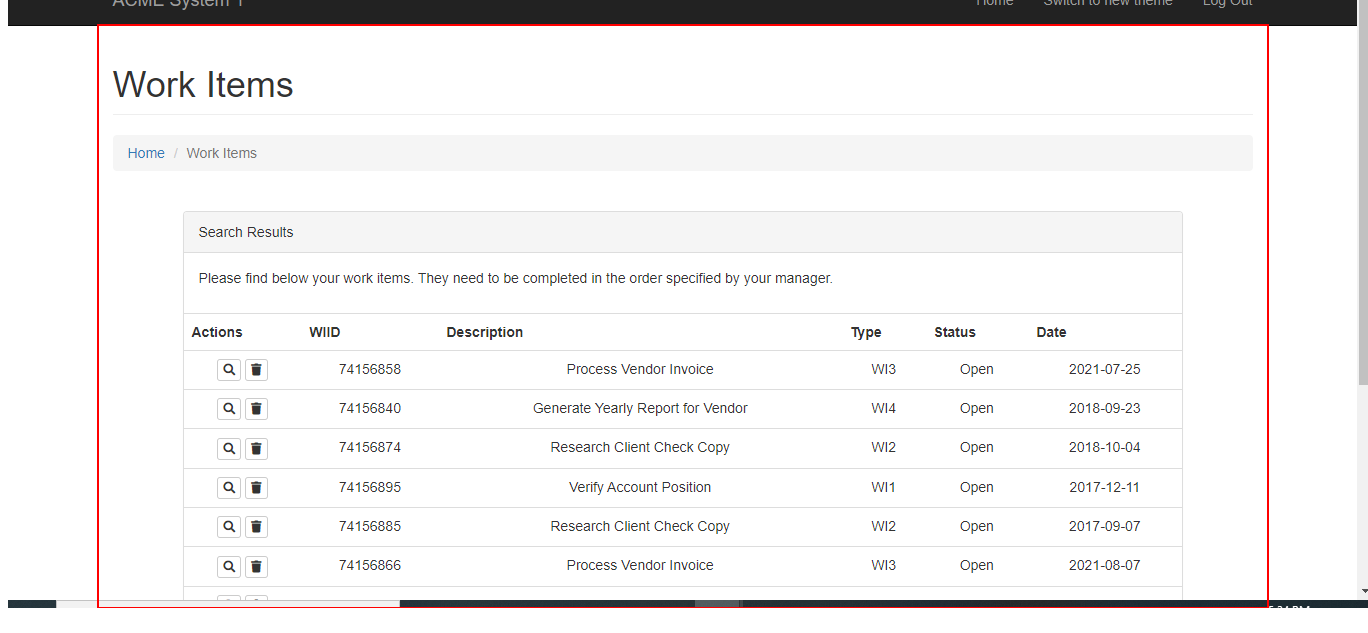 ACME System 1 Home Switch to new theme Log Out
Work Items
Home / Work Items
Search Results
Please find below your work items. They need to be completed in the order specified by your manager.
Actions WIID Description Type Status Date
74156858 Process Vendor Invoice WI3 Open 2021-07-25
74156840 Generate Yearly Report for Vendor WI4 Open 2018-09-23
74156874 Research Client Check Copy WI2 Open 2018-10-04
74156895 Verify Account Position WI1 Open 2017-12-11
74156885 Research Client Check Copy WI2 Open 2017-09-07
74156866 Process Vendor Invoice WI3 Open 2021-08-07